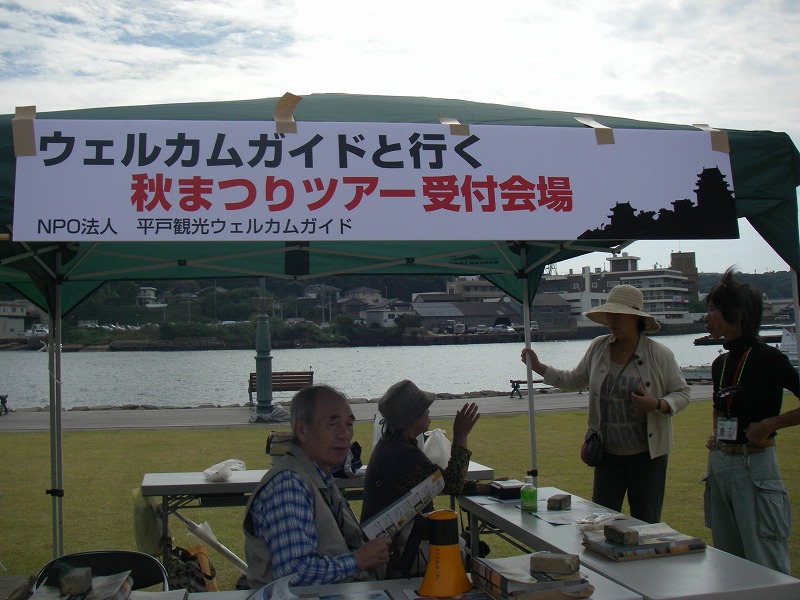 ウェルカムガイドと行く
秋まつりツアー受付会場
NPO法人　平戸観光ウェルカムガイド
ROCK